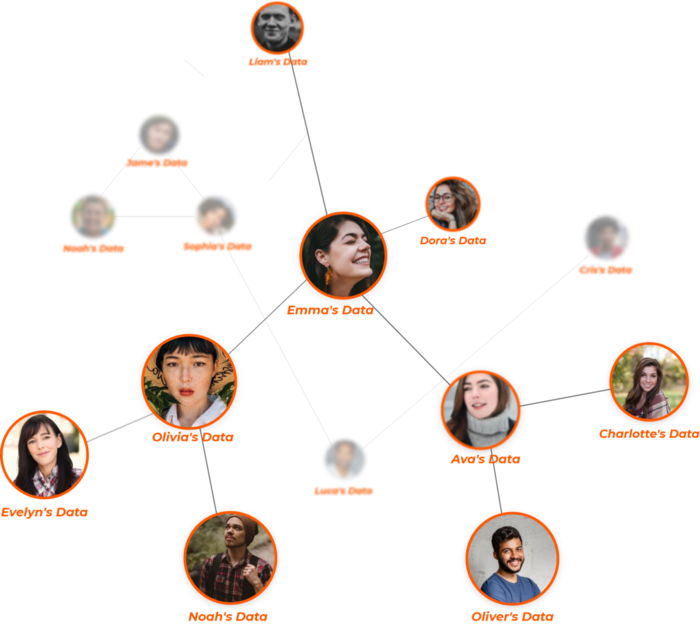 Liam's Data
Jame's Data
Noah's Data
Sophia's Data
Dora's Data
Cris's Data
Emma's Data
Olivia's Data
Ava's Data
Charlotte's Data
Luca's Data
Evelyn's Data
Noah's Data
Oliver's Data